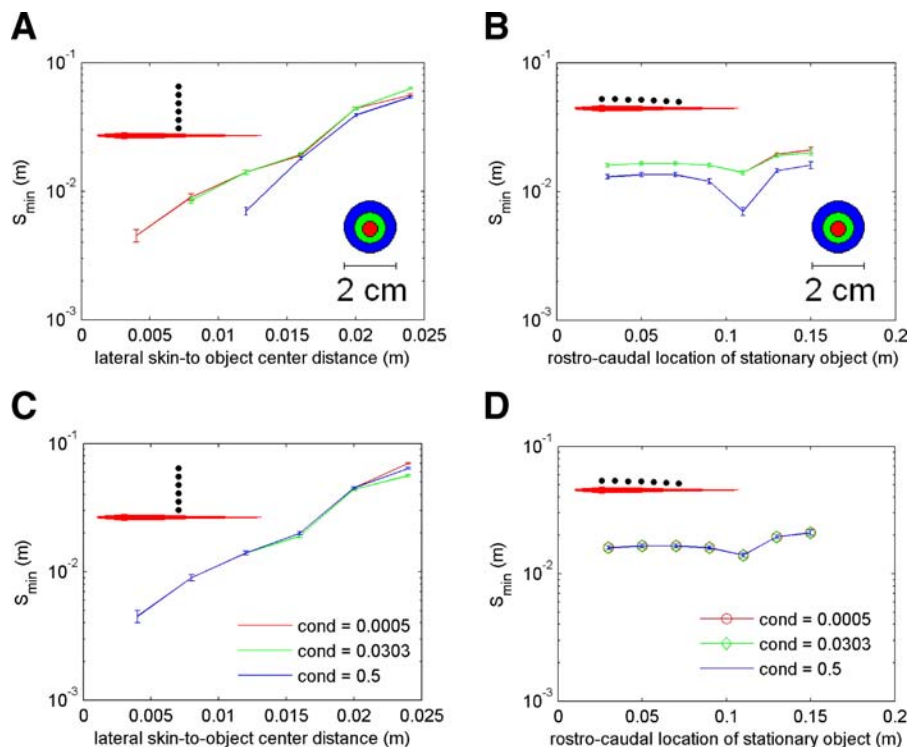 A
B
10⁻¹
10⁻²
10⁻³
S_min (m)
2 cm
0 0.005 0.01 0.015 0.02 0.025
lateral skin-to object center distance (m)
10⁻¹
10⁻²
10⁻³
S_min (m)
2 cm
0 0.05 0.1 0.15 0.2
rostro-caudal location of stationary object (m)
C
D
10⁻¹
10⁻²
10⁻³
S_min (m)
cond = 0.0005
cond = 0.0303
cond = 0.5
0 0.005 0.01 0.015 0.02 0.025
lateral skin-to-object center distance (m)
10⁻¹
10⁻²
10⁻³
S_min (m)
cond = 0.0005
cond = 0.0303
cond = 0.5
0 0.05 0.1 0.15 0.2
rostro-caudal location of stationary object (m)